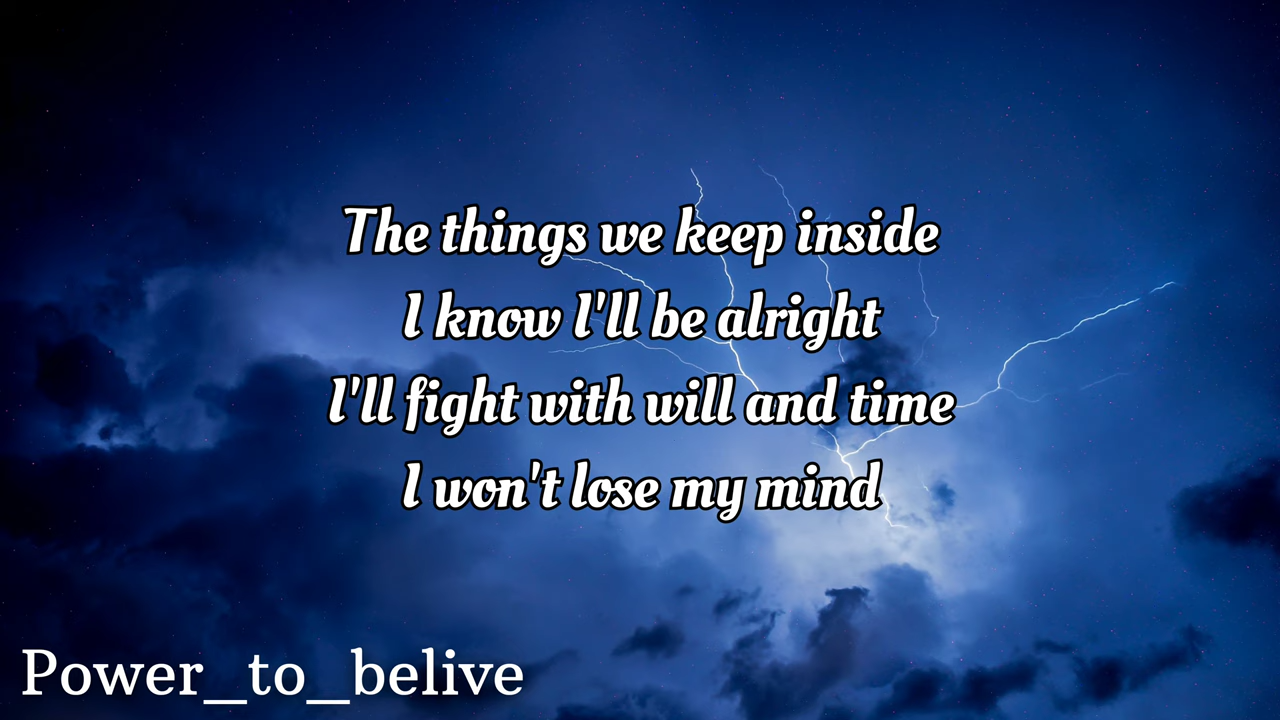 The things we keep inside
I know I'll be alright
I'll fight with will and time
I won't lose my mind
Power_to_belive